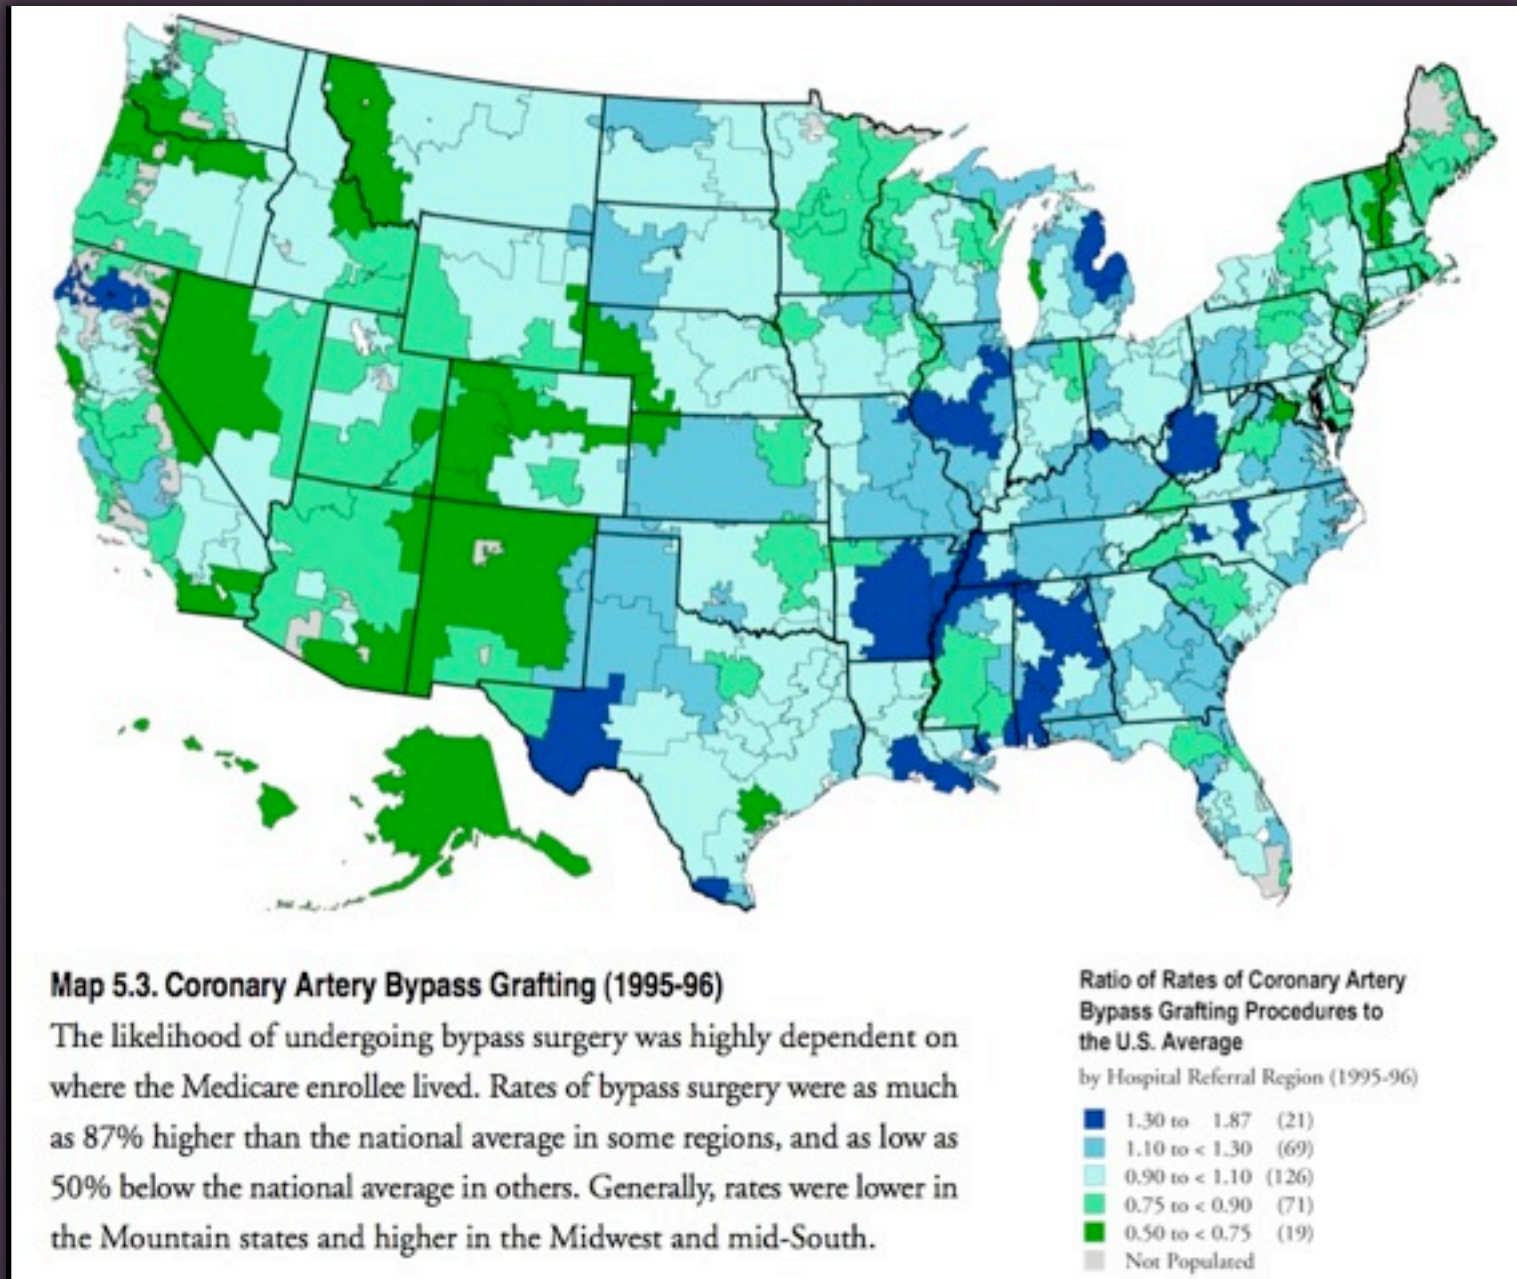 Map 5.3. Coronary Artery Bypass Grafting (1995-96)
The likelihood of undergoing bypass surgery was highly dependent on
where the Medicare enrollee lived. Rates of bypass surgery were as much
as 87% higher than the national average in some regions, and as low as
50% below the national average in others. Generally, rates were lower in
the Mountain states and higher in the Midwest and mid-South.
Ratio of Rates of Coronary Artery
Bypass Grafting Procedures to
the U.S. Average
by Hospital Referral Region (1995-96)
1.30 to 1.87 (21)
1.10 to < 1.30 (69)
0.90 to < 1.10 (126)
0.75 to < 0.90 (71)
0.50 to < 0.75 (19)
Not Populated